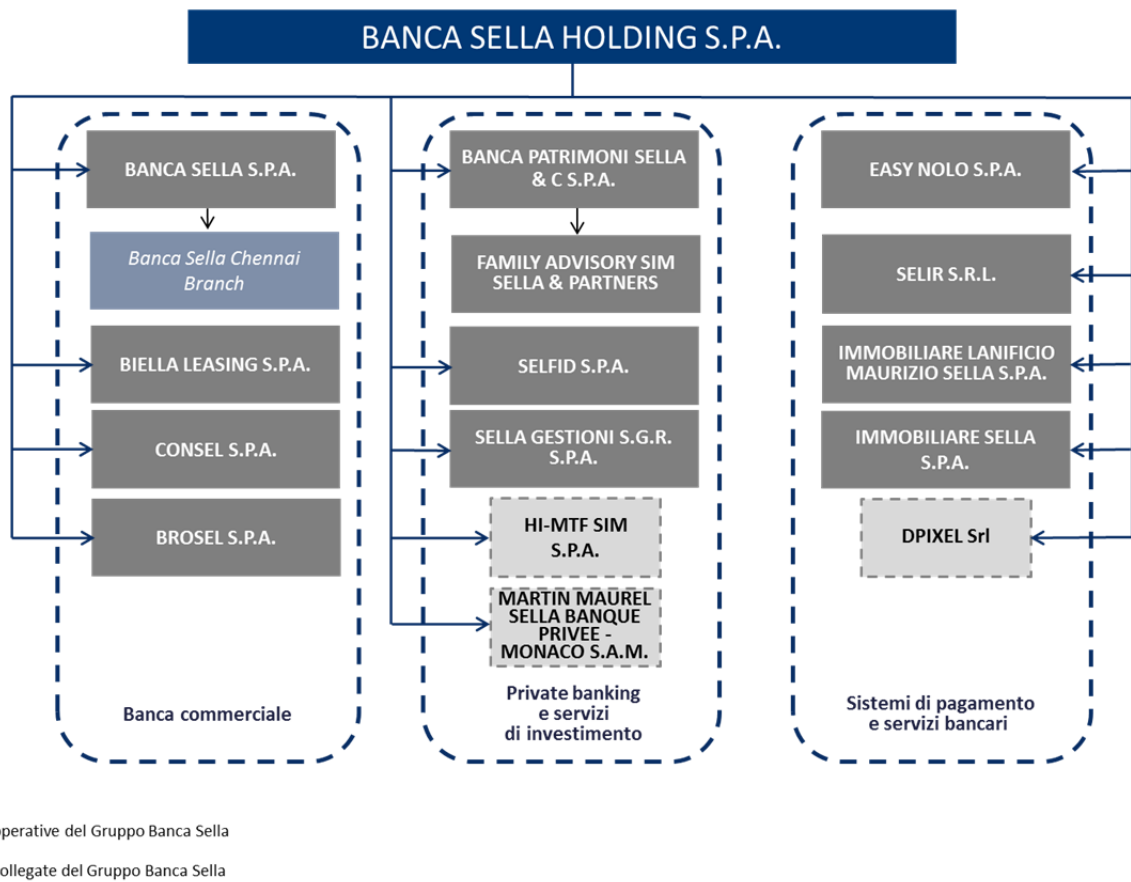 BANCA SELLA HOLDING S.P.A.
BANCA SELLA S.P.A.
Banca Sella Chennai
Branch
BIELLA LEASING S.P.A.
CONSEL S.P.A.
BROSEL S.P.A.
Banca commerciale
BANCA PATRIMONI SELLA
& C S.P.A.
FAMILY ADVISORY SIM
SELLA & PARTNERS
SELFID S.P.A.
SELLA GESTIONI S.G.R.
S.P.A.
HI-MTF SIM
S.P.A.
MARTIN MAUREL
SELLA BANQUE
PRIVEE -
MONACO S.A.M.
Private banking
e servizi
di investimento
EASY NOLO S.P.A.
SELIR S.R.L.
IMMOBILIARE LANIFICIO
MAURIZIO SELLA S.P.A.
IMMOBILIARE SELLA
S.P.A.
DPIXEL Srl
Sistemi di pagamento
e servizi bancari
perative del Gruppo Banca Sella
ollegate del Gruppo Banca Sella